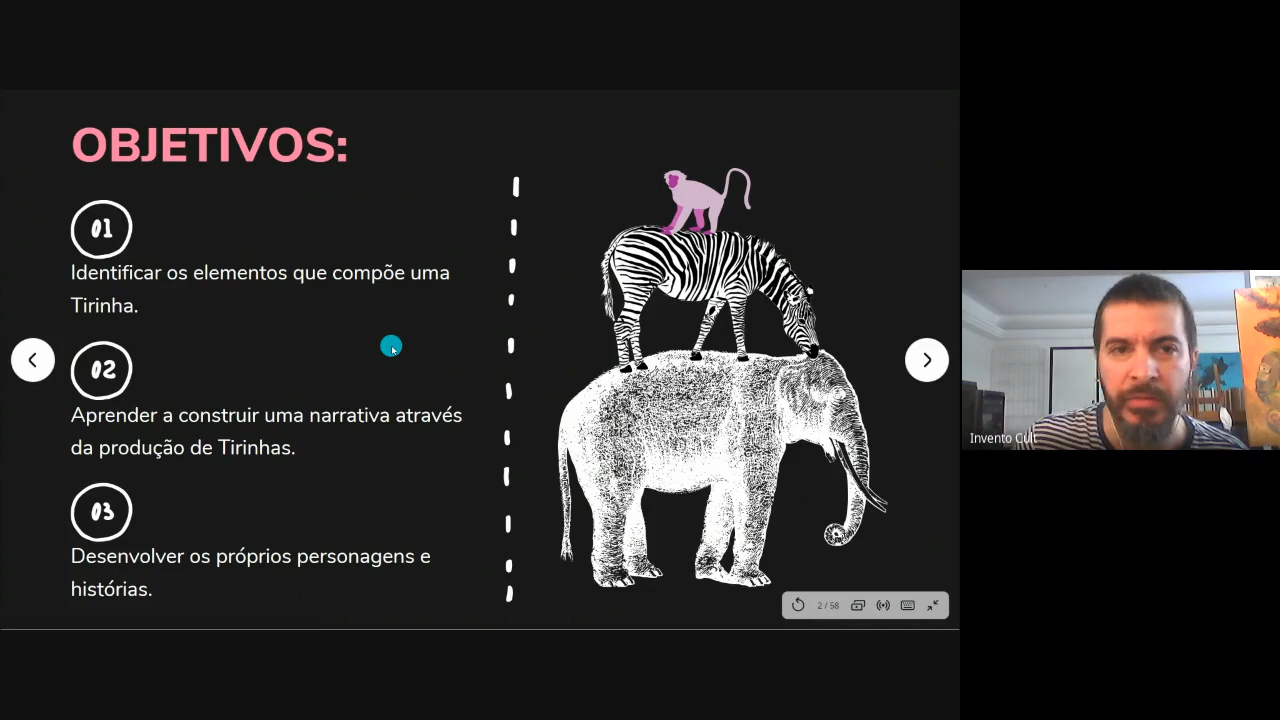 OBJETIVOS:
01
Identificar os elementos que compõe uma
Tirinha.
02
Aprender a construir uma narrativa através
da produção de Tirinhas.
03
Desenvolver os próprios personagens e
histórias.
2 / 58
Invento Cult